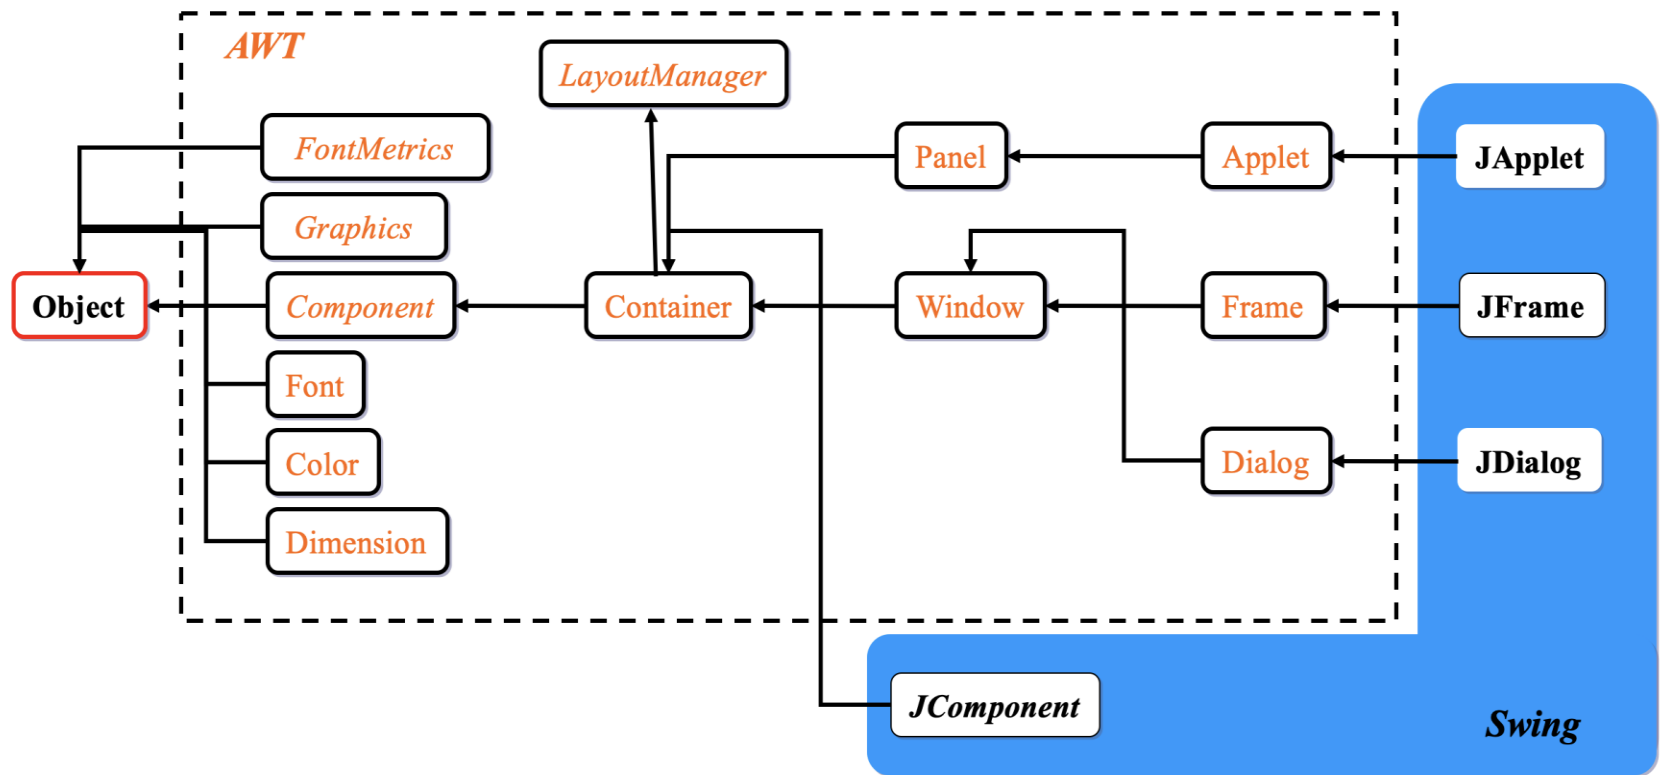 AWT
LayoutManager
FontMetrics
Panel
Applet
JApplet
Graphics
Object
Component
Container
Window
Frame
JFrame
Font
Color
Dialog
JDialog
Dimension
JComponent
Swing